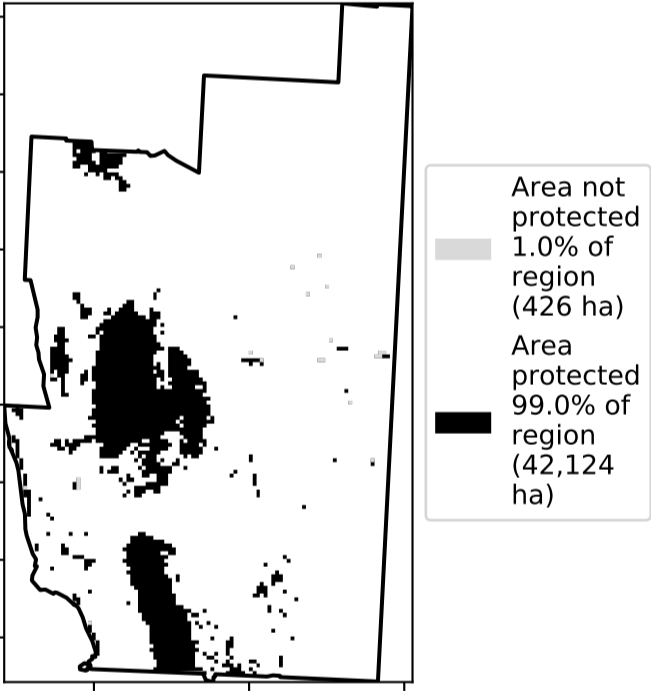 Area not
protected
1.0% of
region
(426 ha)
Area
protected
99.0% of
region
(42,124
ha)